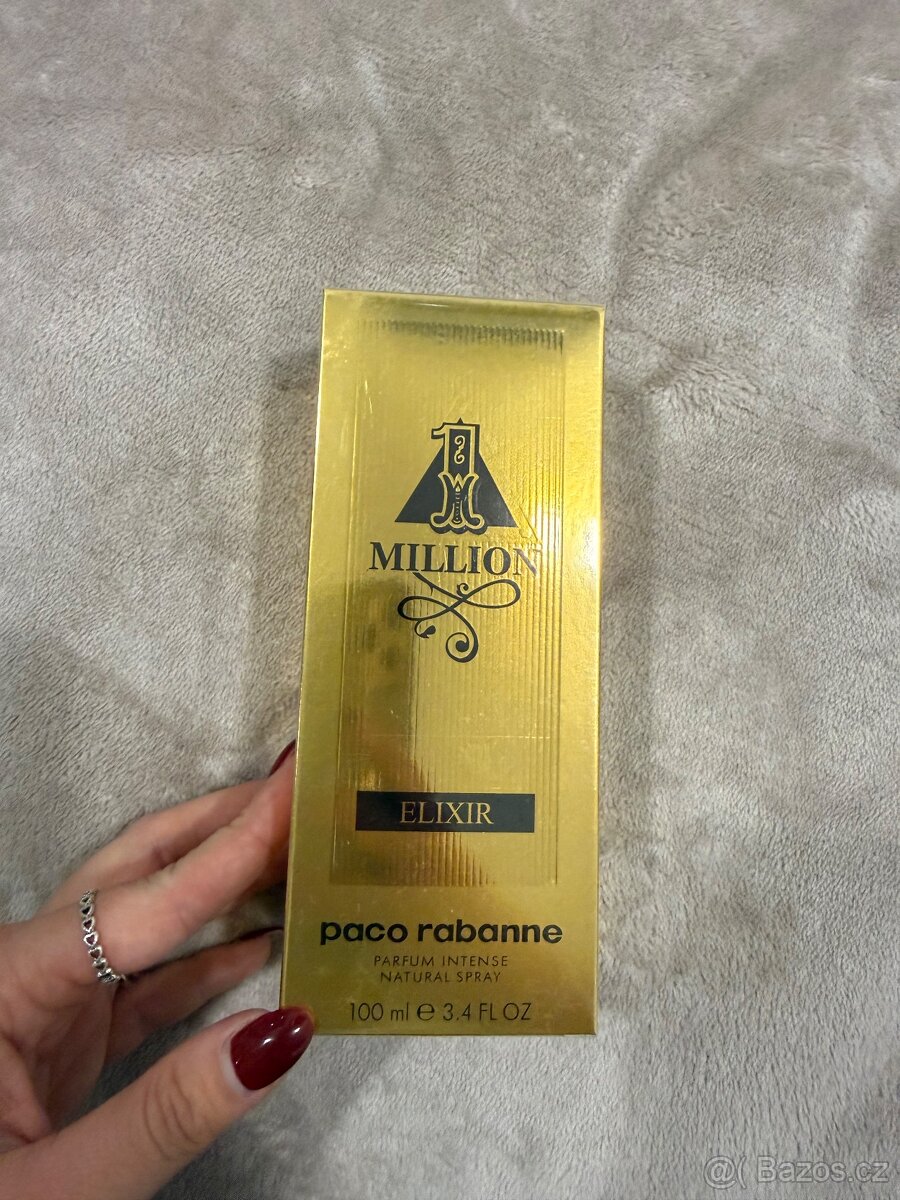 1
MILLION
ELIXIR
paco rabanne
PARFUM INTENSE
NATURAL SPRAY
100 ml ℮ 3.4 FL OZ
@( Bazos.cz